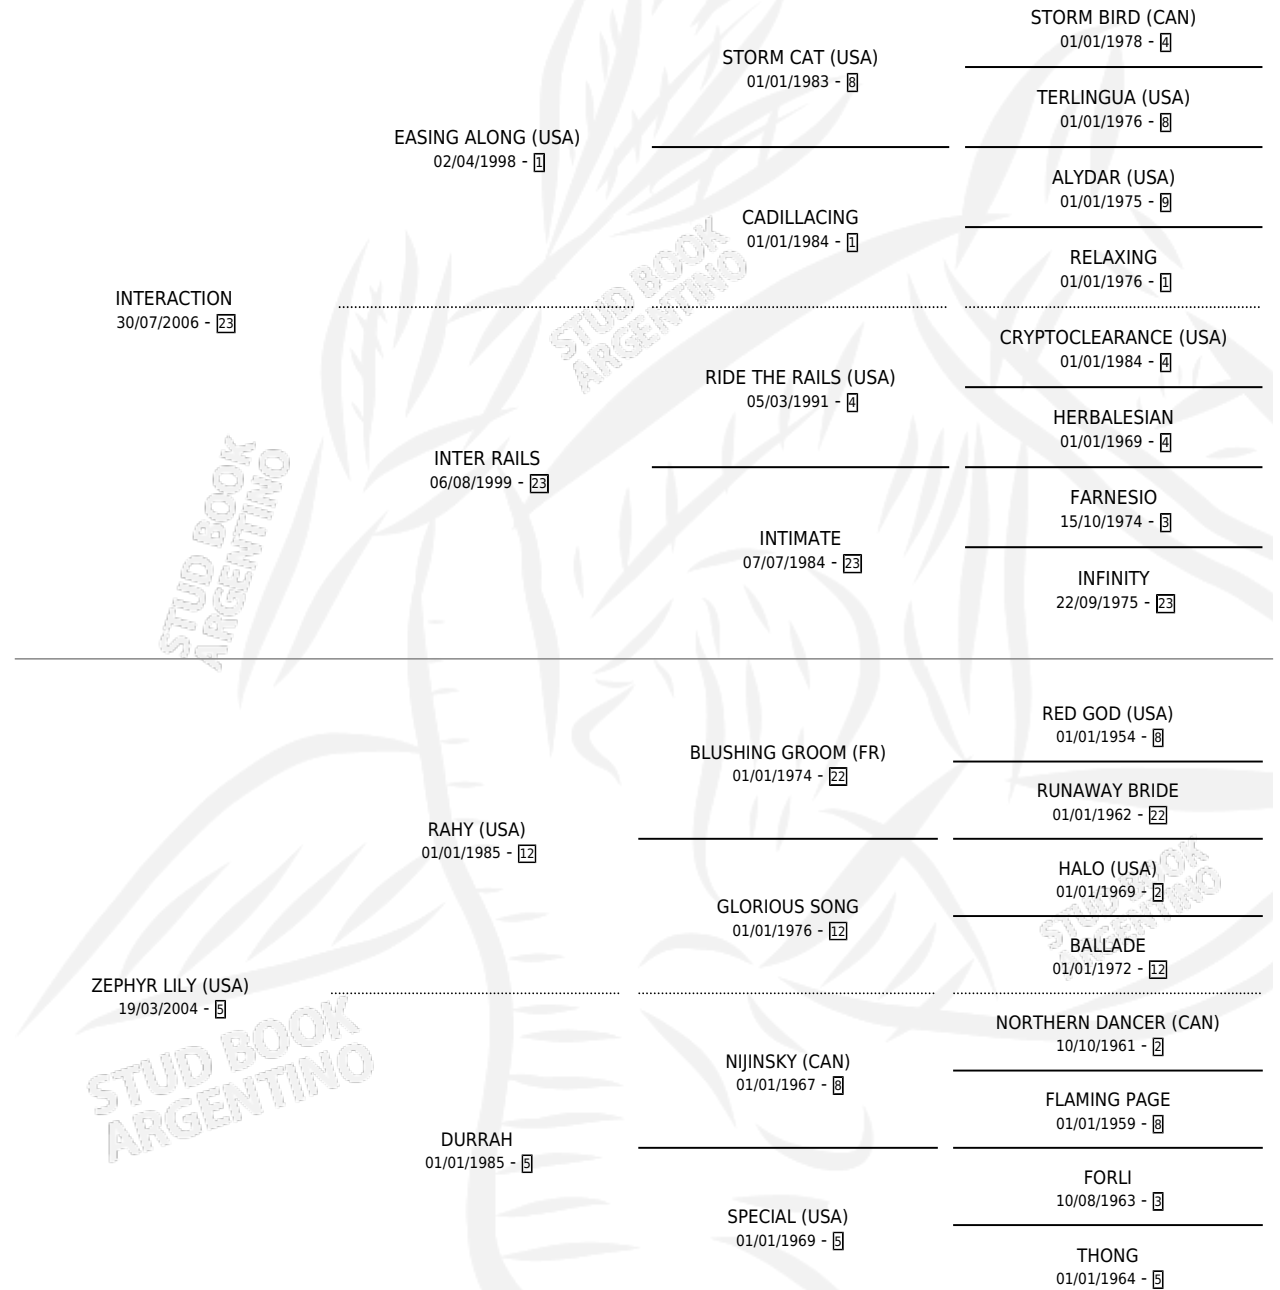 STORM BIRD (CAN)
01/01/1978 - 4
STORM CAT (USA)
01/01/1983 - 8
TERLINGUA (USA)
01/01/1976 - 8
EASING ALONG (USA)
02/04/1998 - 1
ALYDAR (USA)
01/01/1975 - 9
CADILLACING
01/01/1984 - 1
RELAXING
01/01/1976 - 1
INTERACTION
30/07/2006 - 23
CRYPTOCLEARANCE (USA)
01/01/1984 - 4
RIDE THE RAILS (USA)
05/03/1991 - 4
HERBALESIAN
01/01/1969 - 4
INTER RAILS
06/08/1999 - 23
FARNESIO
15/10/1974 - 3
INTIMATE
07/07/1984 - 23
INFINITY
22/09/1975 - 23
STUD BOOK
ARGENTINO
STUD BOOK
ARGENTINO
RED GOD (USA)
01/01/1954 - 8
BLUSHING GROOM (FR)
01/01/1974 - 22
RUNAWAY BRIDE
01/01/1962 - 22
RAHY (USA)
01/01/1985 - 12
HALO (USA)
01/01/1969 - 2
GLORIOUS SONG
01/01/1976 - 12
BALLADE
01/01/1972 - 12
STUD BOOK
ARGENTINO
ZEPHYR LILY (USA)
19/03/2004 - 5
NORTHERN DANCER (CAN)
10/10/1961 - 2
NIJINSKY (CAN)
01/01/1967 - 8
FLAMING PAGE
01/01/1959 - 8
STUD BOOK
ARGENTINO
DURRAH
01/01/1985 - 5
FORLI
10/08/1963 - 3
SPECIAL (USA)
01/01/1969 - 5
THONG
01/01/1964 - 5